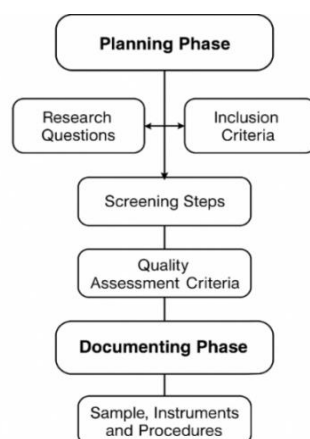 Planning Phase
Research
Questions
Inclusion
Criteria
Screening Steps
Quality
Assessment Criteria
Documenting Phase
Sample, Instruments
and Procedures